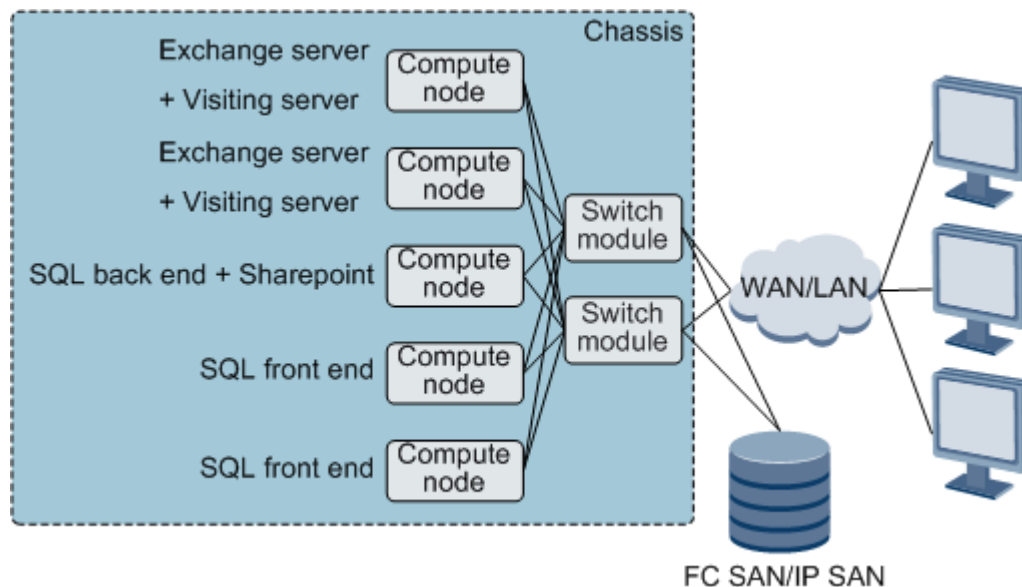 Chassis
Exchange server
+ Visiting server
Compute
node
Exchange server
+ Visiting server
Compute
node
Switch
module
SQL back end + Sharepoint
Compute
node
WAN/LAN
Switch
module
SQL front end
Compute
node
SQL front end
Compute
node
FC SAN/IP SAN